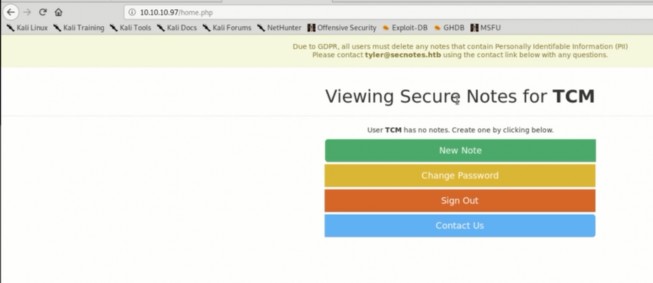 10.10.10.97/home.php
Kali Linux Kali Training Kali Tools Kali Docs Kali Forums NetHunter Offensive Security Exploit-DB GHDB MSFU
Due to GDPR, all users must delete any notes that contain Personally Identifable Information (PII)
Please contact tyler@secnotes.htb using the contact link below with any questions.
Viewing Secure Notes for TCM
User TCM has no notes. Create one by clicking below.
New Note
Change Password
Sign Out
Contact Us